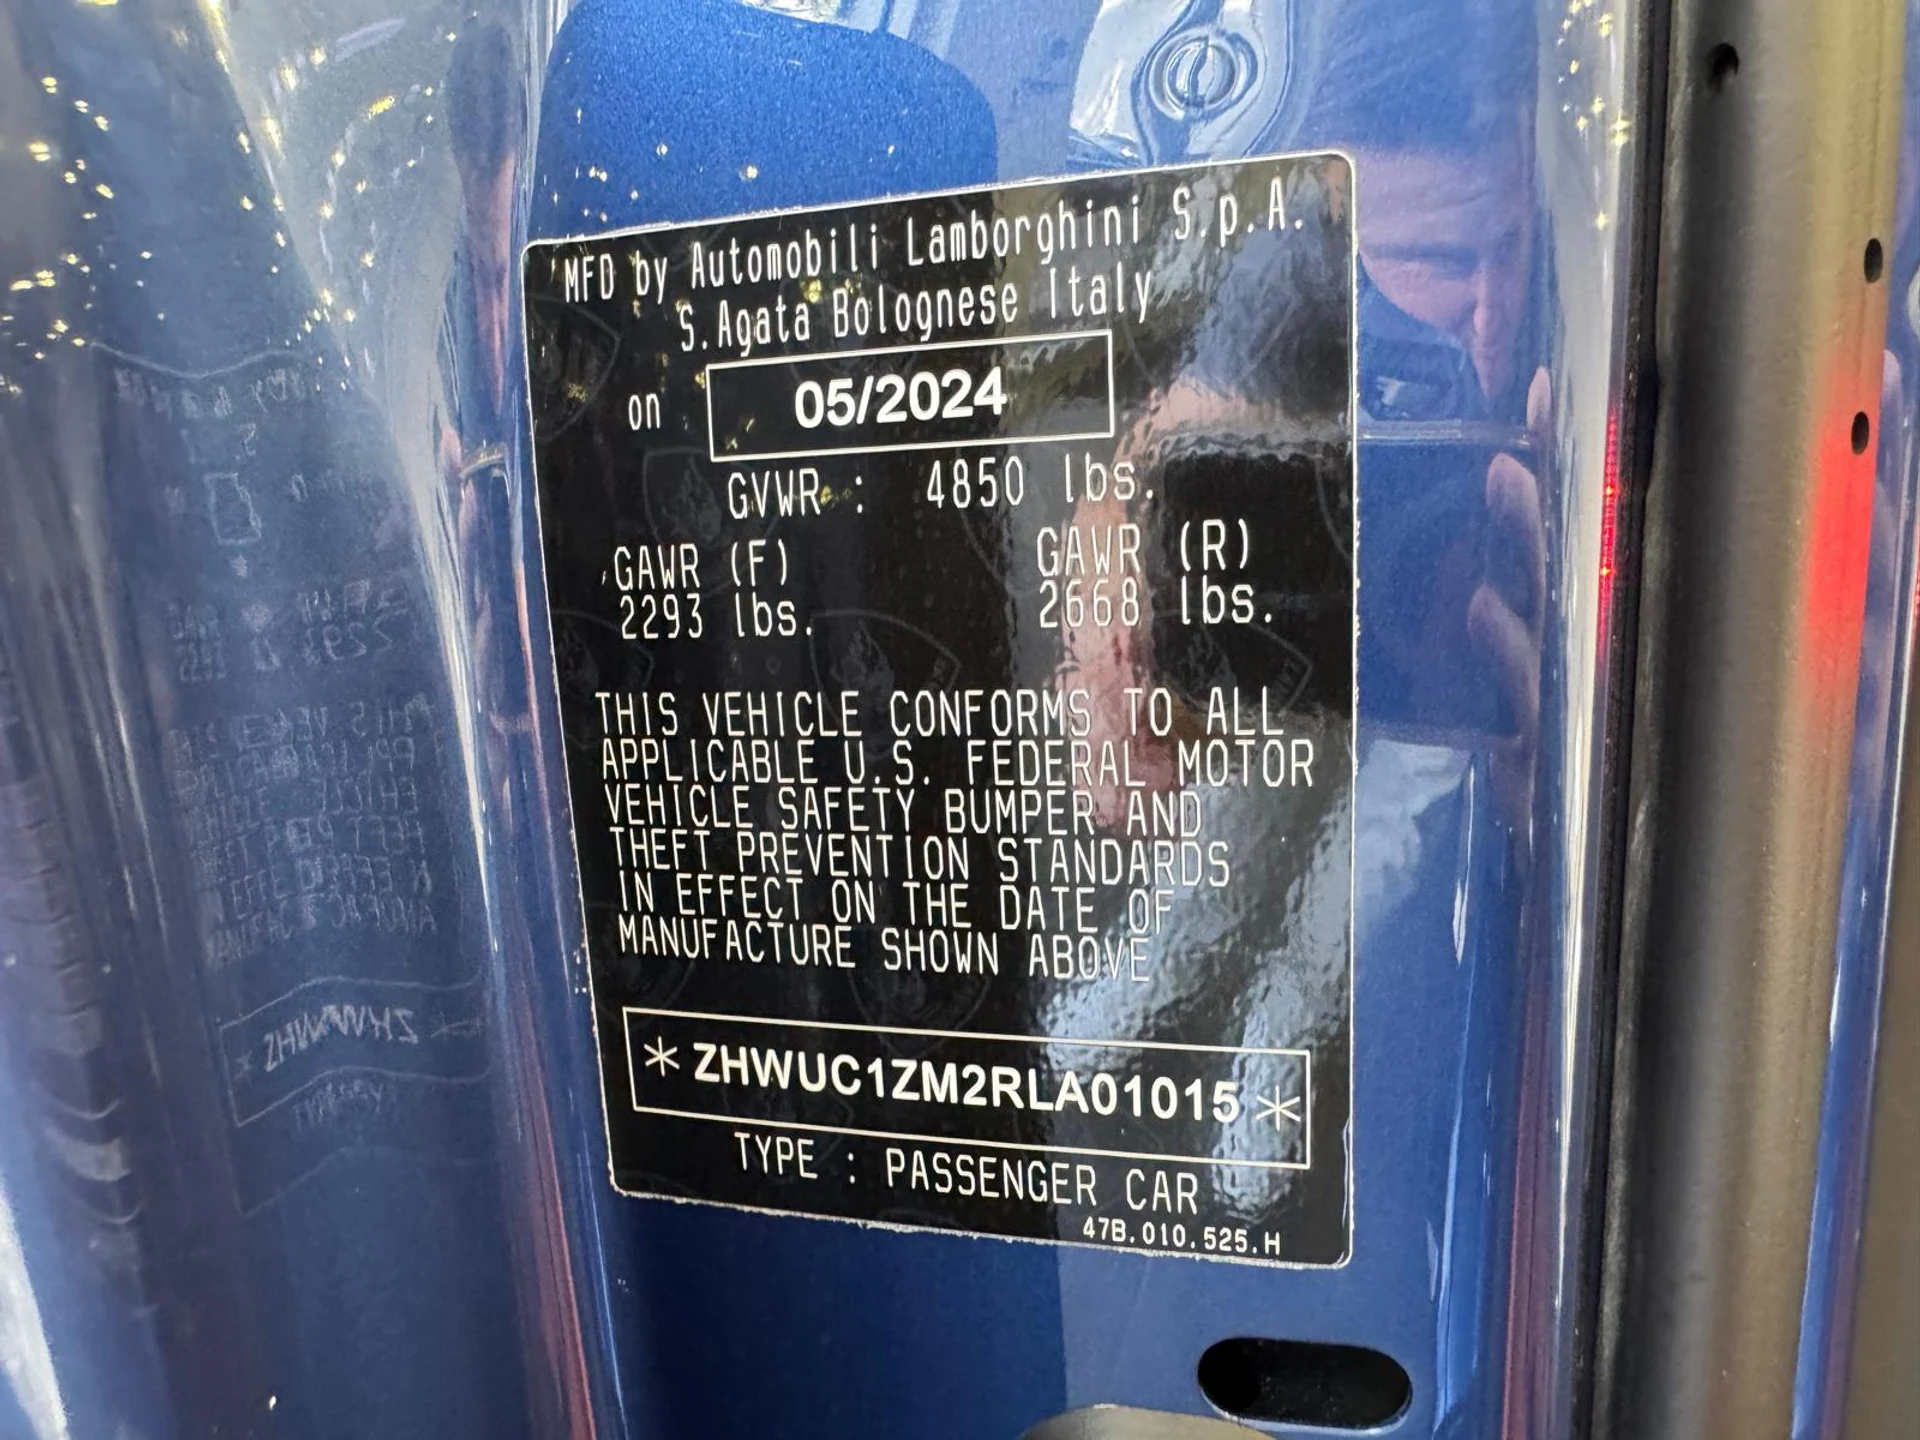 MFD by Automobili Lamborghini S.p.A.
S.Agata Bolognese Italy
on 05/2024
GVWR : 4850 lbs.
GAWR (F) GAWR (R)
2293 lbs. 2668 lbs.
THIS VEHICLE CONFORMS TO ALL
APPLICABLE U.S. FEDERAL MOTOR
VEHICLE SAFETY BUMPER AND
THEFT PREVENTION STANDARDS
IN EFFECT ON THE DATE OF
MANUFACTURE SHOWN ABOVE
* ZHWUC1ZM2RLA01015 *
TYPE : PASSENGER CAR
47B.010.525.H